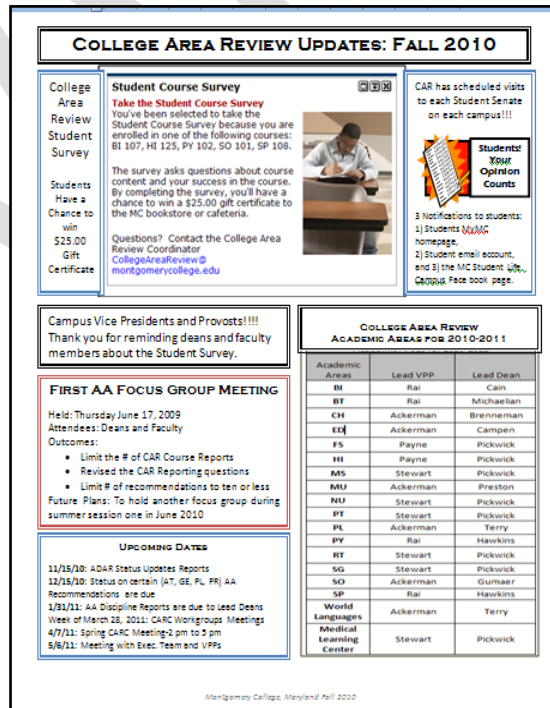 COLLEGE AREA REVIEW UPDATES: FALL 2010
College
Area
Review
Student
Survey
Students
Have a
Chance to
win
$25.00
Gift
Certificate
Student Course Survey
Take the Student Course Survey
You've been selected to take the
Student Course Survey because you are
enrolled in one of the following courses:
BI 107, HI 125, PY 102, SO 101, SP 108.
The survey asks questions about course
content and your success in the course.
By completing the survey, you'll have a
chance to win a $25.00 gift certificate to
the MC bookstore or cafeteria.
Questions? Contact the College Area
Review Coordinator
CollegeAreaReview@
montgomerycollege.edu
CAR has scheduled visits
to each Student Senate
on each campus!!!
Students!
Your
Opinion
Counts
3 Notifications to students:
1) Students MyMC
homepage,
2) Student email account,
and 3) the MC Student Life
Campus Face book page.
Campus Vice Presidents and Provosts!!!!
Thank you for reminding deans and faculty
members about the Student Survey.
FIRST AA FOCUS GROUP MEETING
Held: Thursday June 17, 2009
Attendees: Deans and Faculty
Outcomes:
• Limit the # of CAR Course Reports
• Revised the CAR Reporting questions
• Limit # of recommendations to ten or less
Future Plans: To hold another focus group during
summer session one in June 2010
UPCOMING DATES
11/15/10: ADAR Status Updates Reports
12/15/10: Status on certain (AT, GE, PL, PR) AA
Recommendations are due
1/31/11: AA Discipline Reports are due to Lead Deans
Week of March 28, 2011: CARC Workgroups Meetings
4/7/11: Spring CARC Meeting-2 pm to 3 pm
5/6/11: Meeting with Exec. Team and VPPs
COLLEGE AREA REVIEW
ACADEMIC AREAS FOR 2010-2011
Academic Areas Lead VPP Lead Dean
BI Rai Cain
BT Rai Michaelian
CH Ackerman Brenneman
ED Ackerman Campen
FS Payne Pickwick
HI Payne Pickwick
MS Stewart Pickwick
MU Ackerman Preston
NU Stewart Pickwick
PT Stewart Pickwick
PL Ackerman Terry
PY Rai Hawkins
RT Stewart Pickwick
SG Stewart Pickwick
SO Ackerman Gumaer
SP Rai Hawkins
World Languages Ackerman Terry
Medical Learning Center Stewart Pickwick
Montgomery College, Maryland Fall 2010